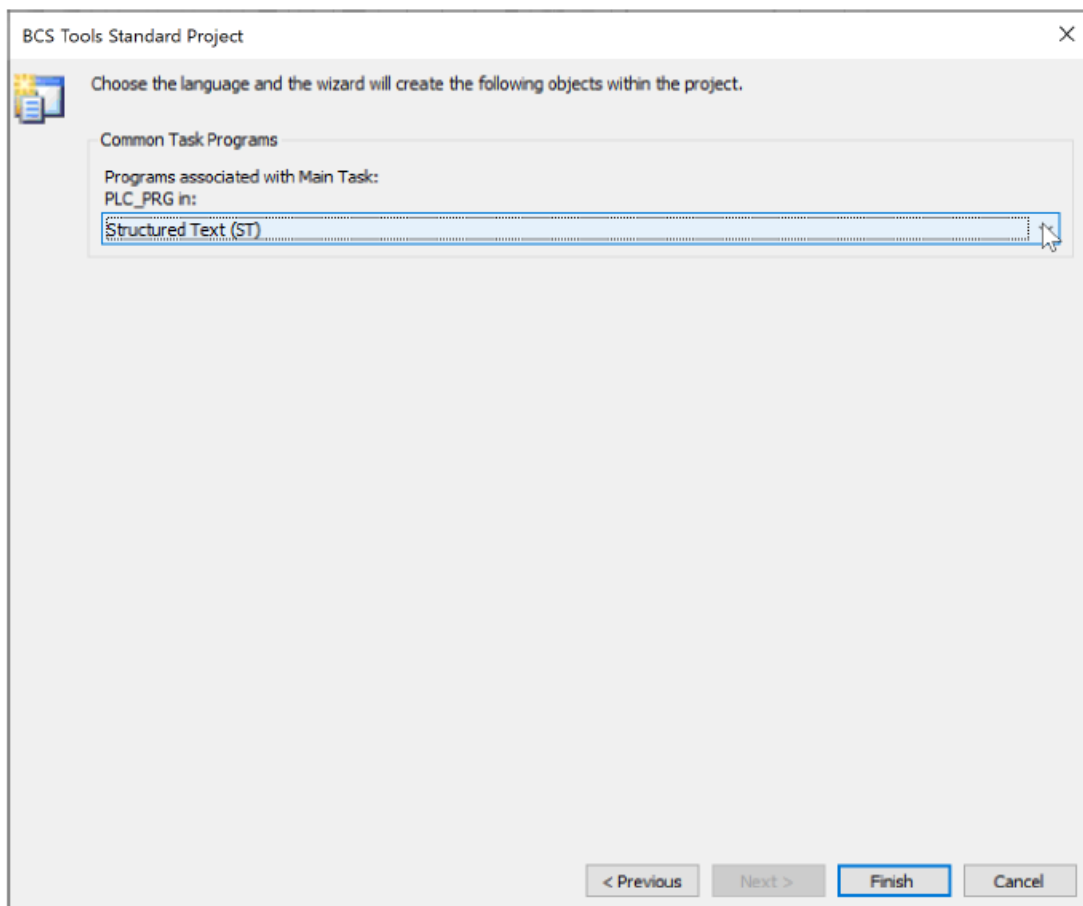 BCS Tools Standard Project
Choose the language and the wizard will create the following objects within the project.
Common Task Programs
Programs associated with Main Task:
PLC_PRG in:
Structured Text (ST)
< Previous Next > Finish Cancel